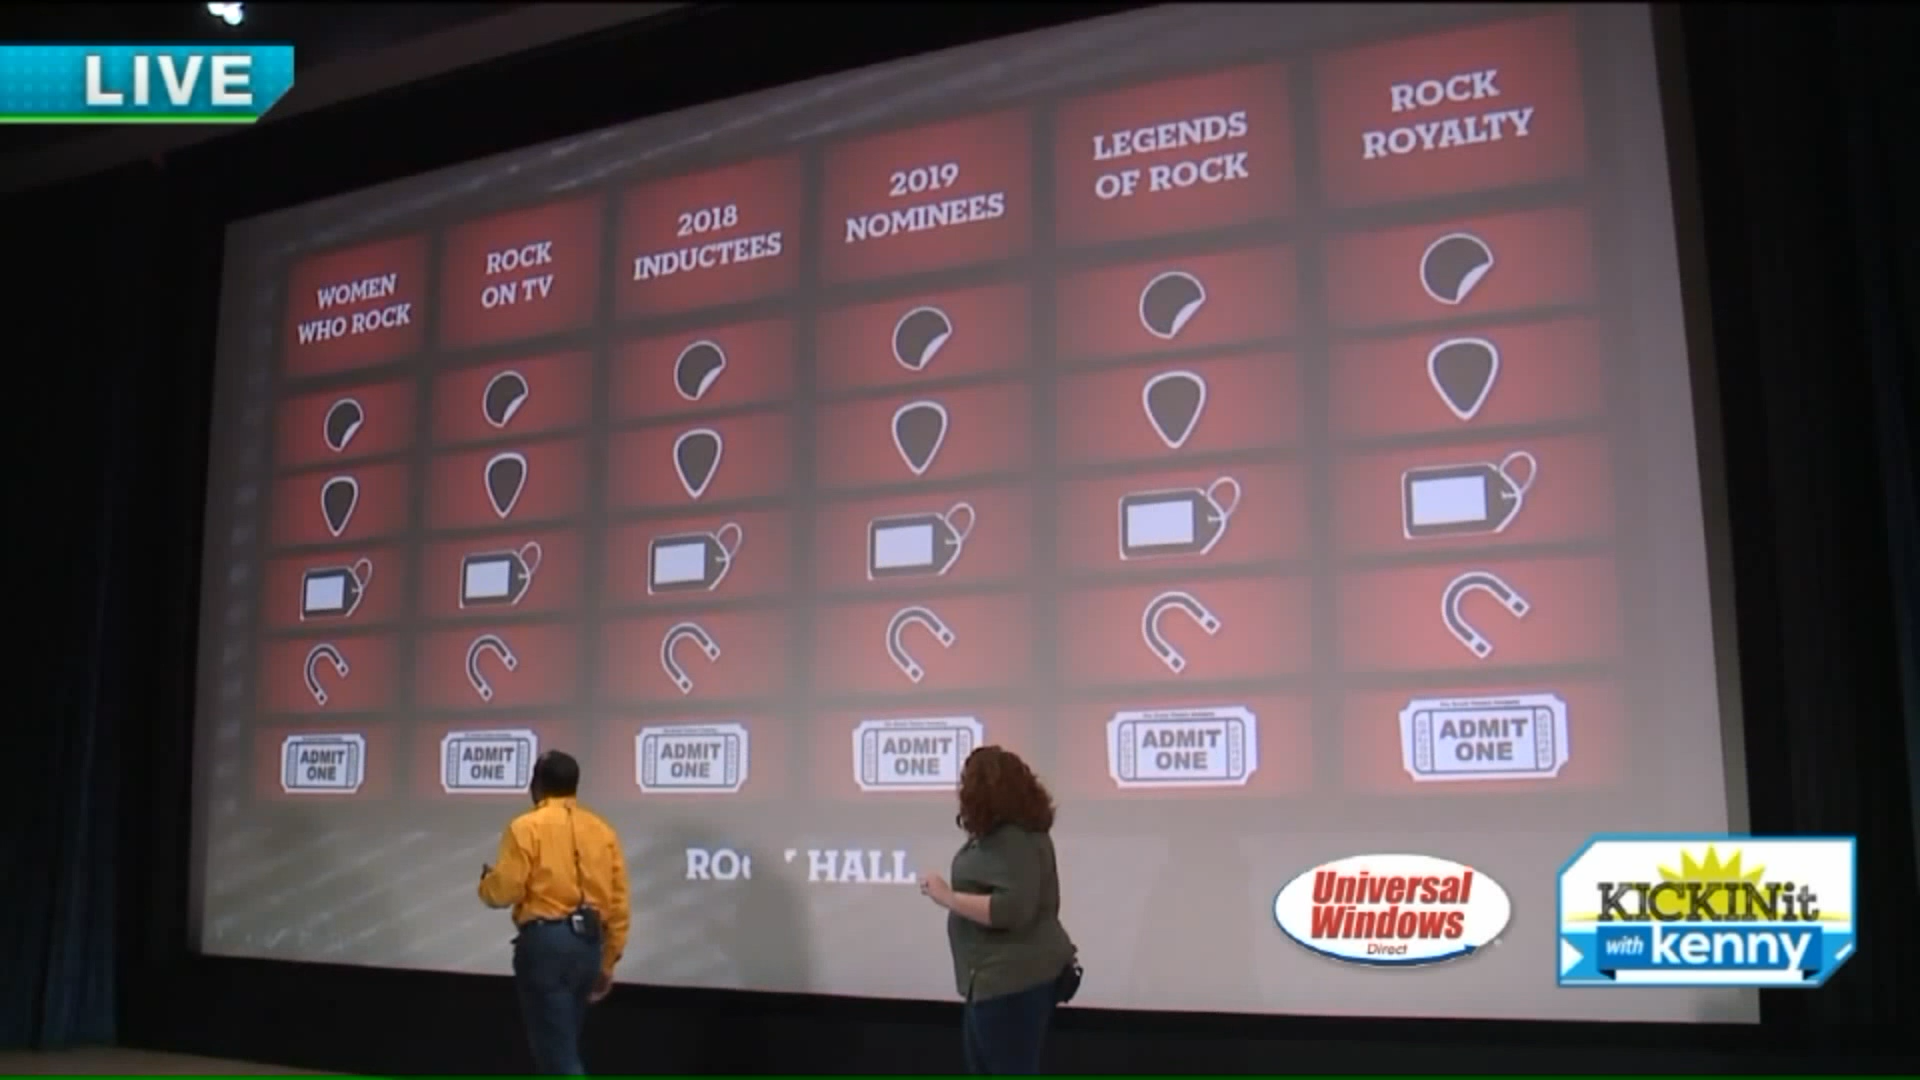 LIVE
WOMEN
WHO ROCK
ROCK
ON TV
2018
INDUCTEES
2019
NOMINEES
LEGENDS
OF ROCK
ROCK
ROYALTY
ADMIT
ONE
ADMIT
ONE
ADMIT
ONE
ADMIT
ONE
ADMIT
ONE
ADMIT
ONE
HALL
Universal
Windows
Direct
KICKINit
with kenny